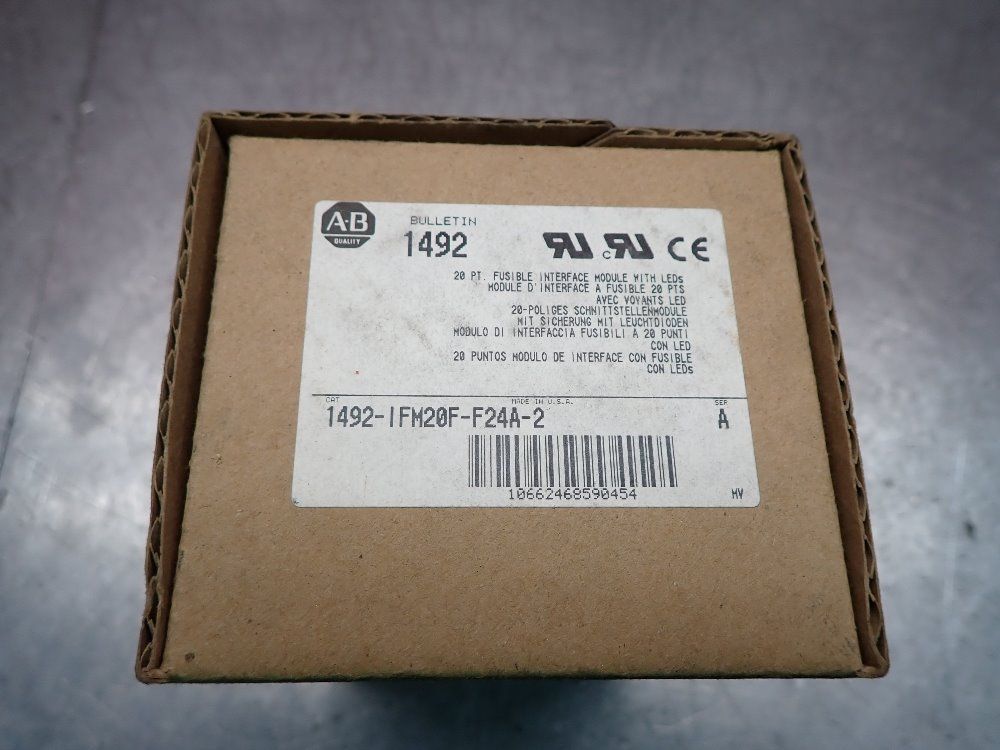 A-B
QUALITY
BULLETIN
1492
c
CE
20 PT. FUSIBLE INTERFACE MODULE WITH LEDs
MODULE D'INTERFACE A FUSIBLE 20 PTS
AVEC VOYANTS LED
20-POLIGES SCHNITTSTELLENMODULE
MIT SICHERUNG MIT LEUCHTDIODEN
MODULO DI INTERFACCIA FUSIBILI A 20 PUNTI
CON LED
20 PUNTOS MODULO DE INTERFACE CON FUSIBLE
CON LEDs
CAT MADE IN U.S.A. SER
1492-IFM20F-F24A-2 A
10662468590454
MV